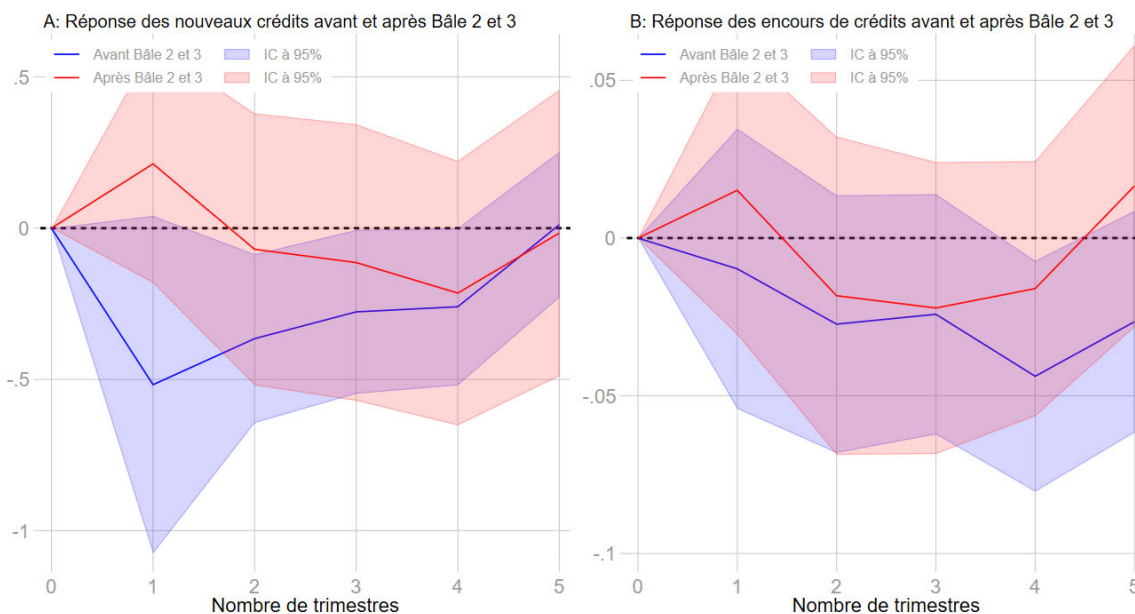 A: Réponse des nouveaux crédits avant et après Bâle 2 et 3
Avant Bâle 2 et 3 IC à 95%
Après Bâle 2 et 3 IC à 95%
.5
0
-.5
-1
0 1 2 3 4 5
Nombre de trimestres
B: Réponse des encours de crédits avant et après Bâle 2 et 3
Avant Bâle 2 et 3 IC à 95%
Après Bâle 2 et 3 IC à 95%
.05
0
-.05
-.1
0 1 2 3 4 5
Nombre de trimestres